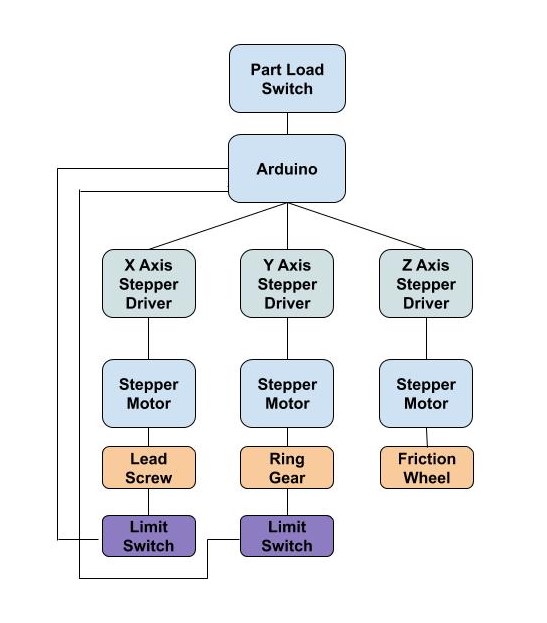 Part Load
Switch
Arduino
X Axis
Stepper
Driver
Y Axis
Stepper
Driver
Z Axis
Stepper
Driver
Stepper
Motor
Stepper
Motor
Stepper
Motor
Lead
Screw
Ring
Gear
Friction
Wheel
Limit
Switch
Limit
Switch